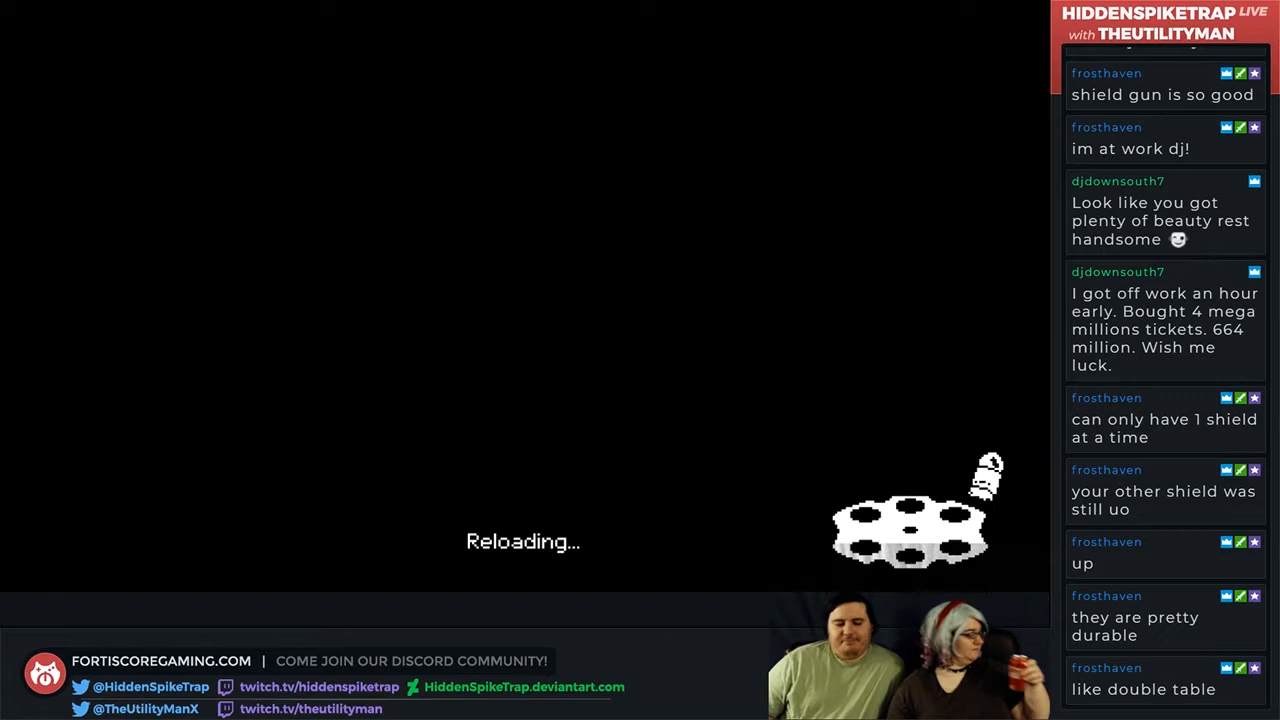 HIDDENSPIKETRAP LIVE
with THEUTILITYMAN
frosthaven
shield gun is so good
frosthaven
im at work dj!
djdownsouth7
Look like you got
plenty of beauty rest
handsome
djdownsouth7
I got off work an hour
early. Bought 4 mega
millions tickets. 664
million. Wish me
luck.
frosthaven
can only have 1 shield
at a time
frosthaven
your other shield was
still uo
frosthaven
up
frosthaven
they are pretty
durable
frosthaven
like double table
Reloading...
FORTISCOREGAMING.COM | COME JOIN OUR DISCORD COMMUNITY!
@HiddenSpikeTrap twitch.tv/hiddenspiketrap HiddenSpikeTrap.deviantart.com
@TheUtilityManX twitch.tv/theutilityman